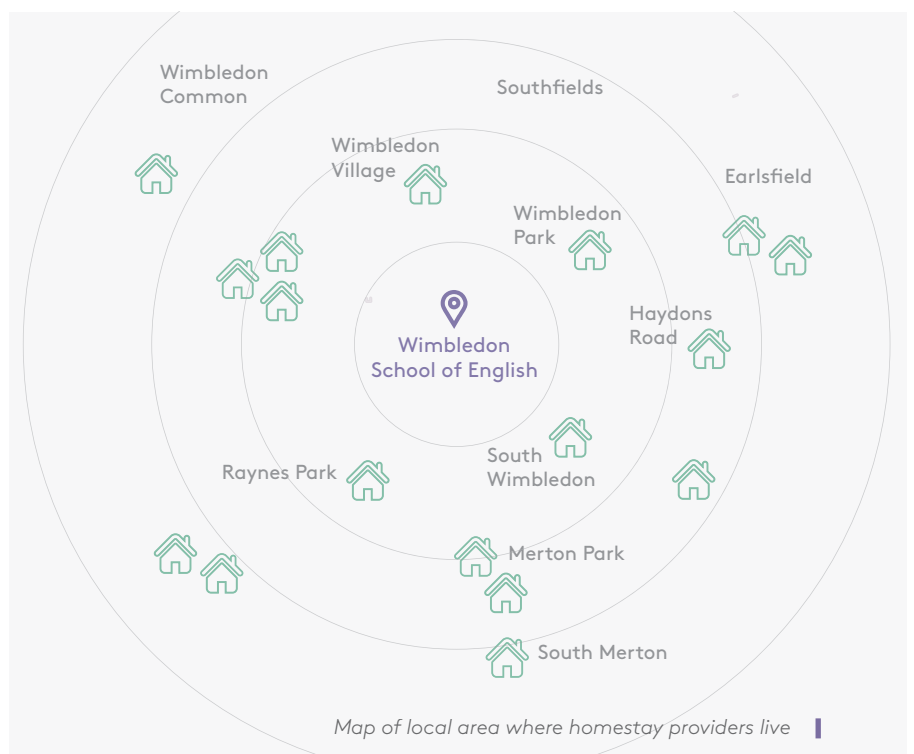 Wimbledon
Common
Southfields
Wimbledon
Village
Earlsfield
Wimbledon
Park
Haydons
Road
Wimbledon
School of English
South
Wimbledon
Raynes Park
Merton Park
South Merton
Map of local area where homestay providers live